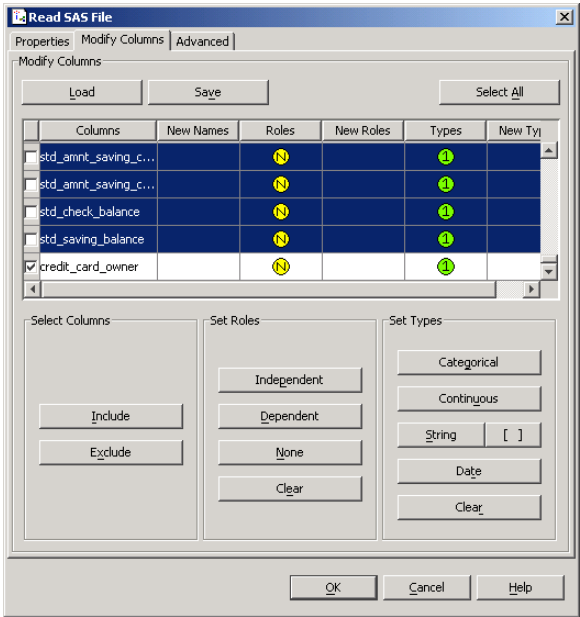 Read SAS File
Properties Modify Columns Advanced
Modify Columns
Load Save Select All
Columns New Names Roles New Roles Types New Typ
std_amnt_saving_c... N 1
std_amnt_saving_c... N 1
std_check_balance N 1
std_saving_balance N 1
credit_card_owner N 1
Select Columns Set Roles Set Types
Categorical
Independent
Continuous
Include Dependent
String [ ]
Exclude None
Date
Clear
Clear
OK Cancel Help